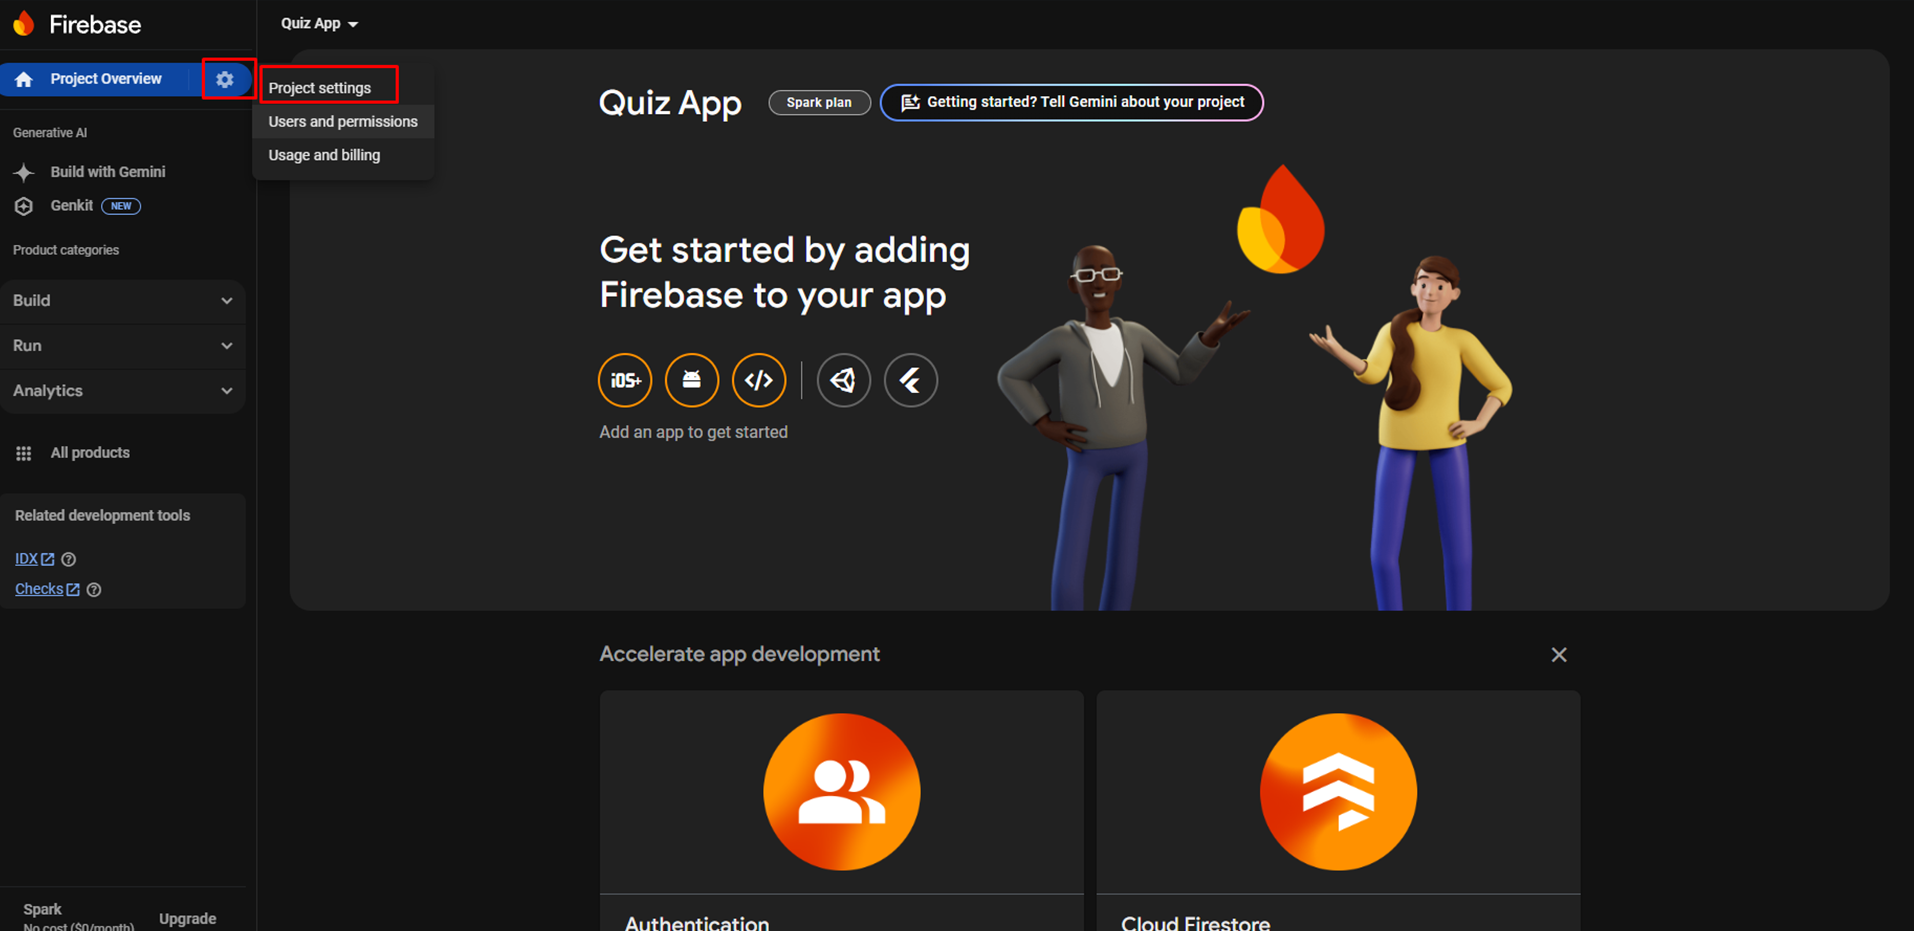 Firebase
Quiz App
Project Overview
Project settings
Users and permissions
Usage and billing
Generative AI
Build with Gemini
Genkit NEW
Product categories
Build
Run
Analytics
All products
Related development tools
IDX
Checks
Spark
No cost ($0/month)
Upgrade
Quiz App
Spark plan
Getting started? Tell Gemini about your project
Get started by adding
Firebase to your app
iOS+
Add an app to get started
Accelerate app development
Authentication
Cloud Firestore